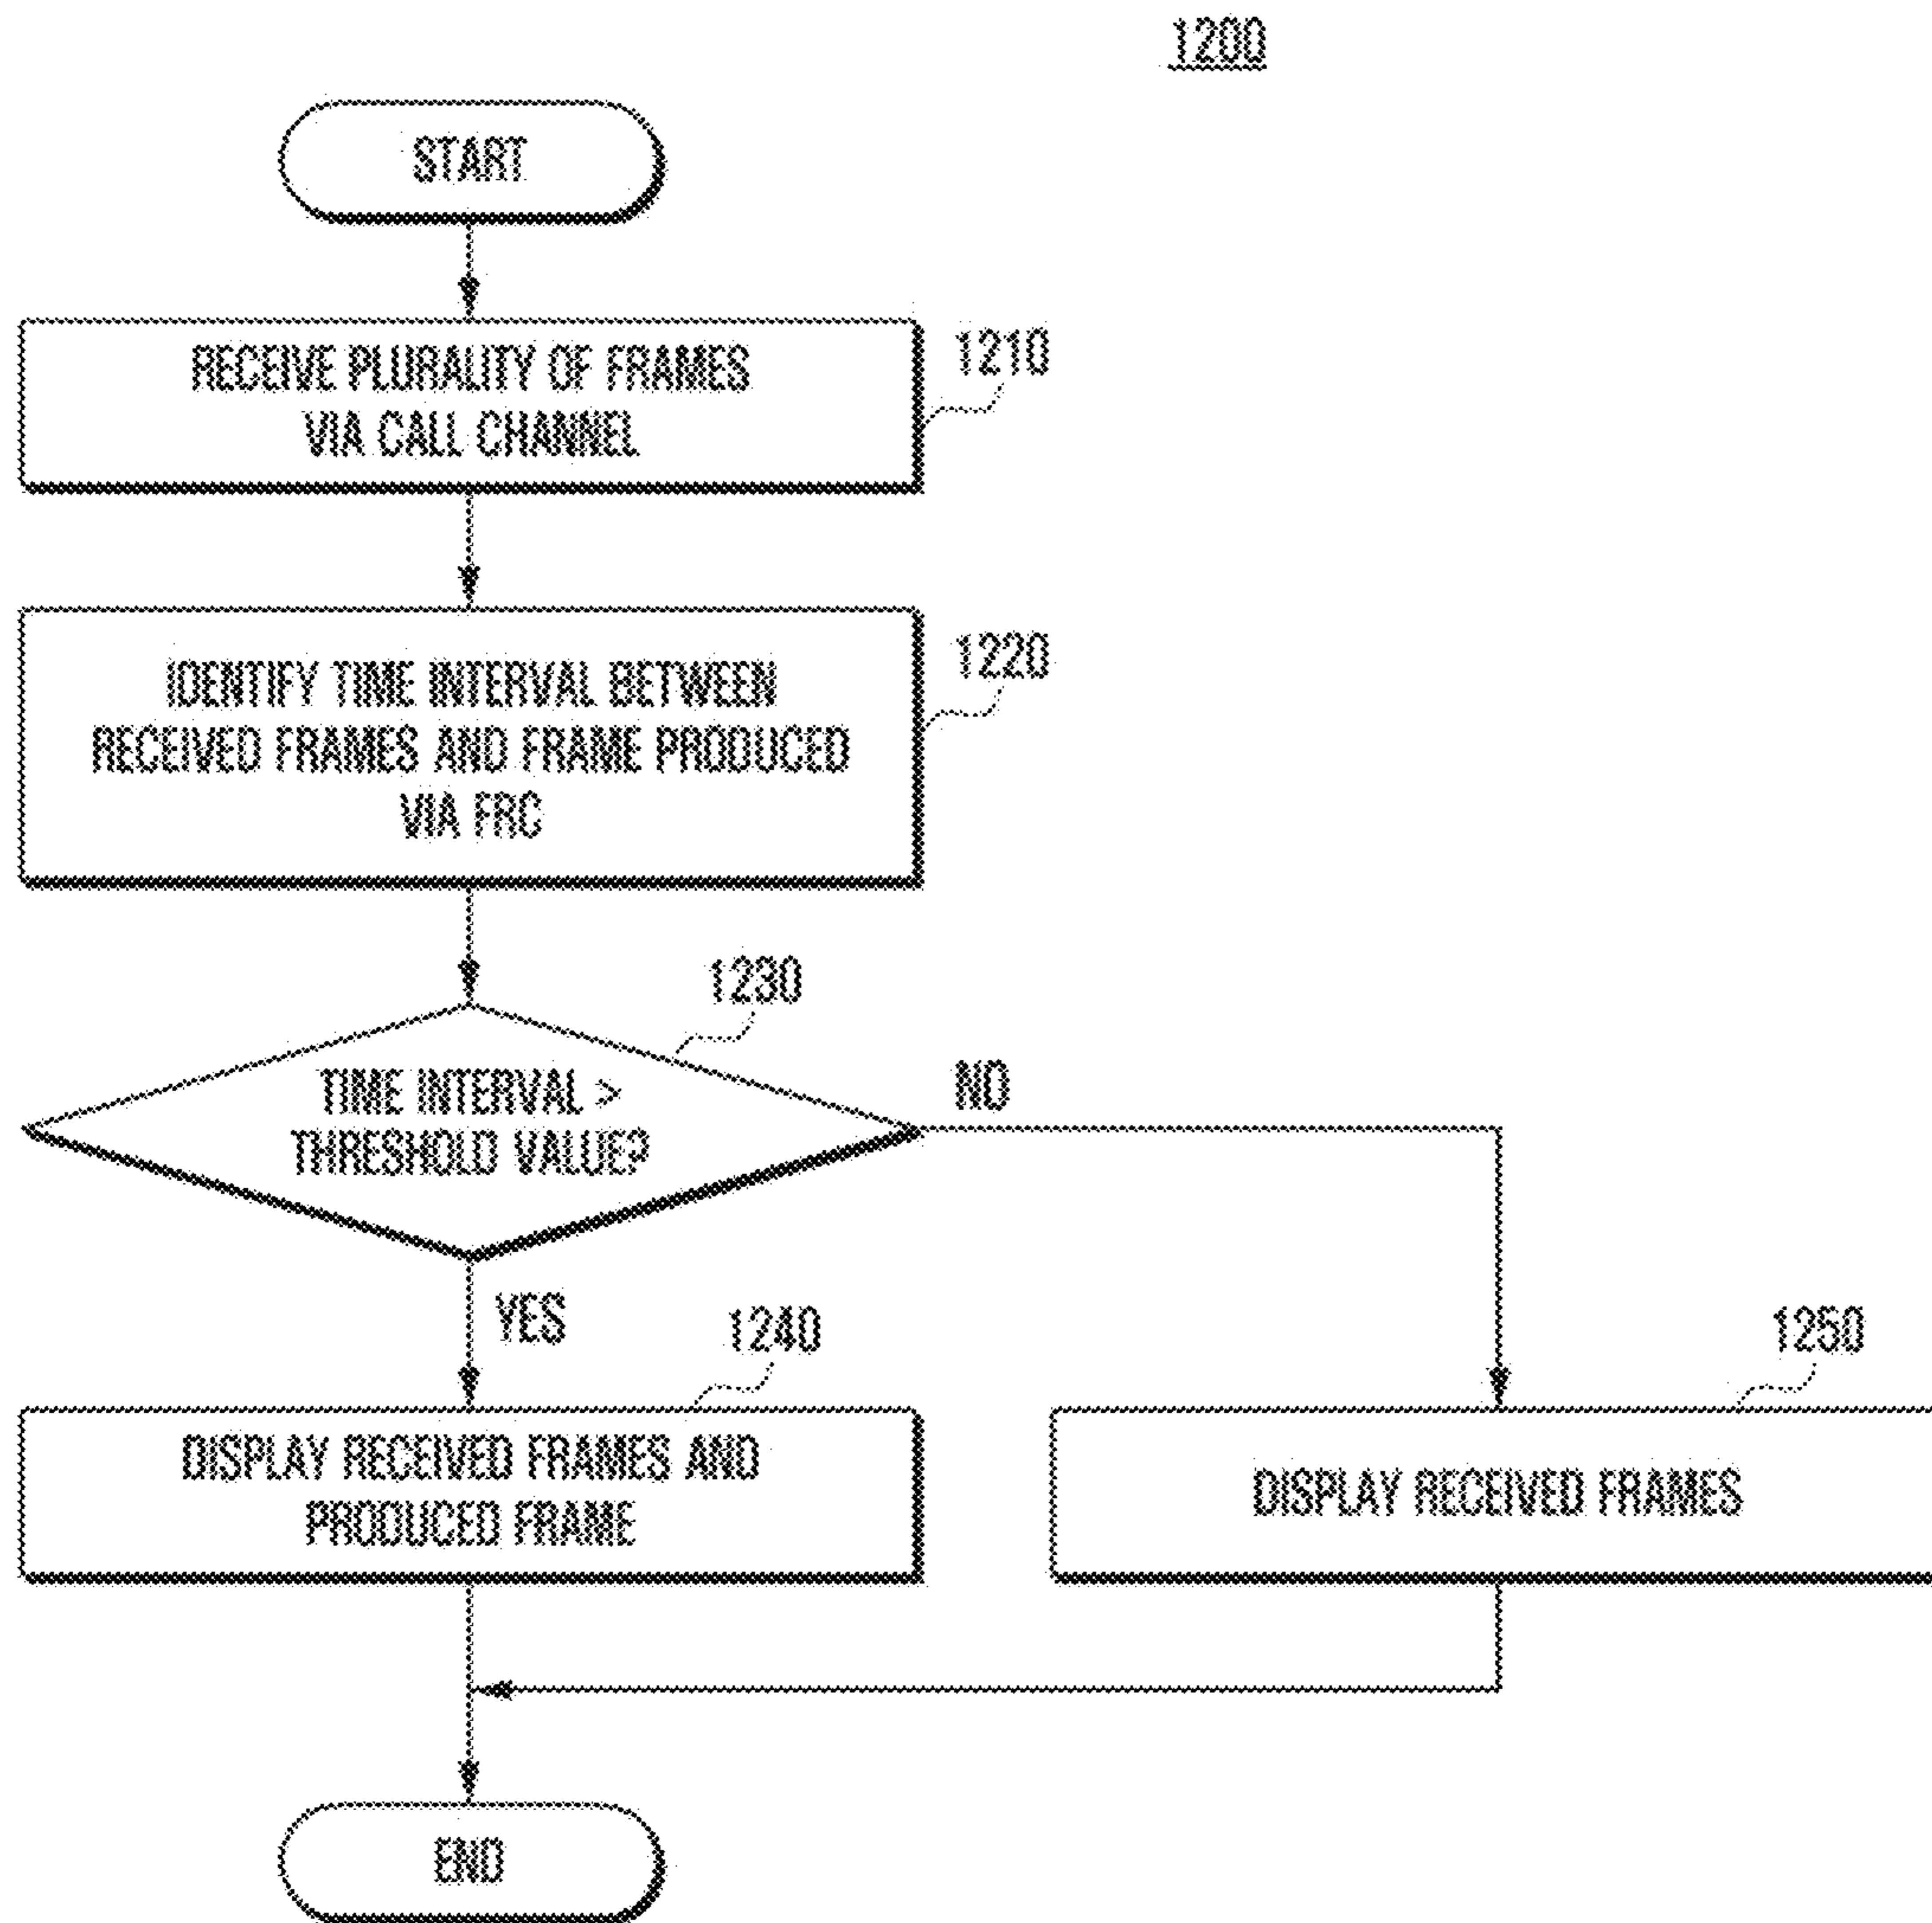 1200
START
RECEIVE PLURALITY OF FRAMES
VIA CALL CHANNEL
1210
IDENTIFY TIME INTERVAL BETWEEN
RECEIVED FRAMES AND FRAME PRODUCED
VIA FRC
1220
1230
TIME INTERVAL >
THRESHOLD VALUE?
NO
YES
1240
1250
DISPLAY RECEIVED FRAMES AND
PRODUCED FRAME
DISPLAY RECEIVED FRAMES
END